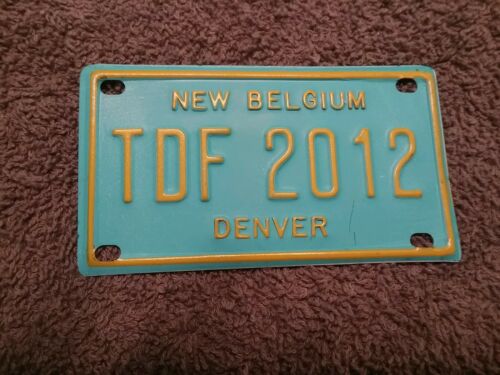 NEW BELGIUM
TDF 2012
DENVER